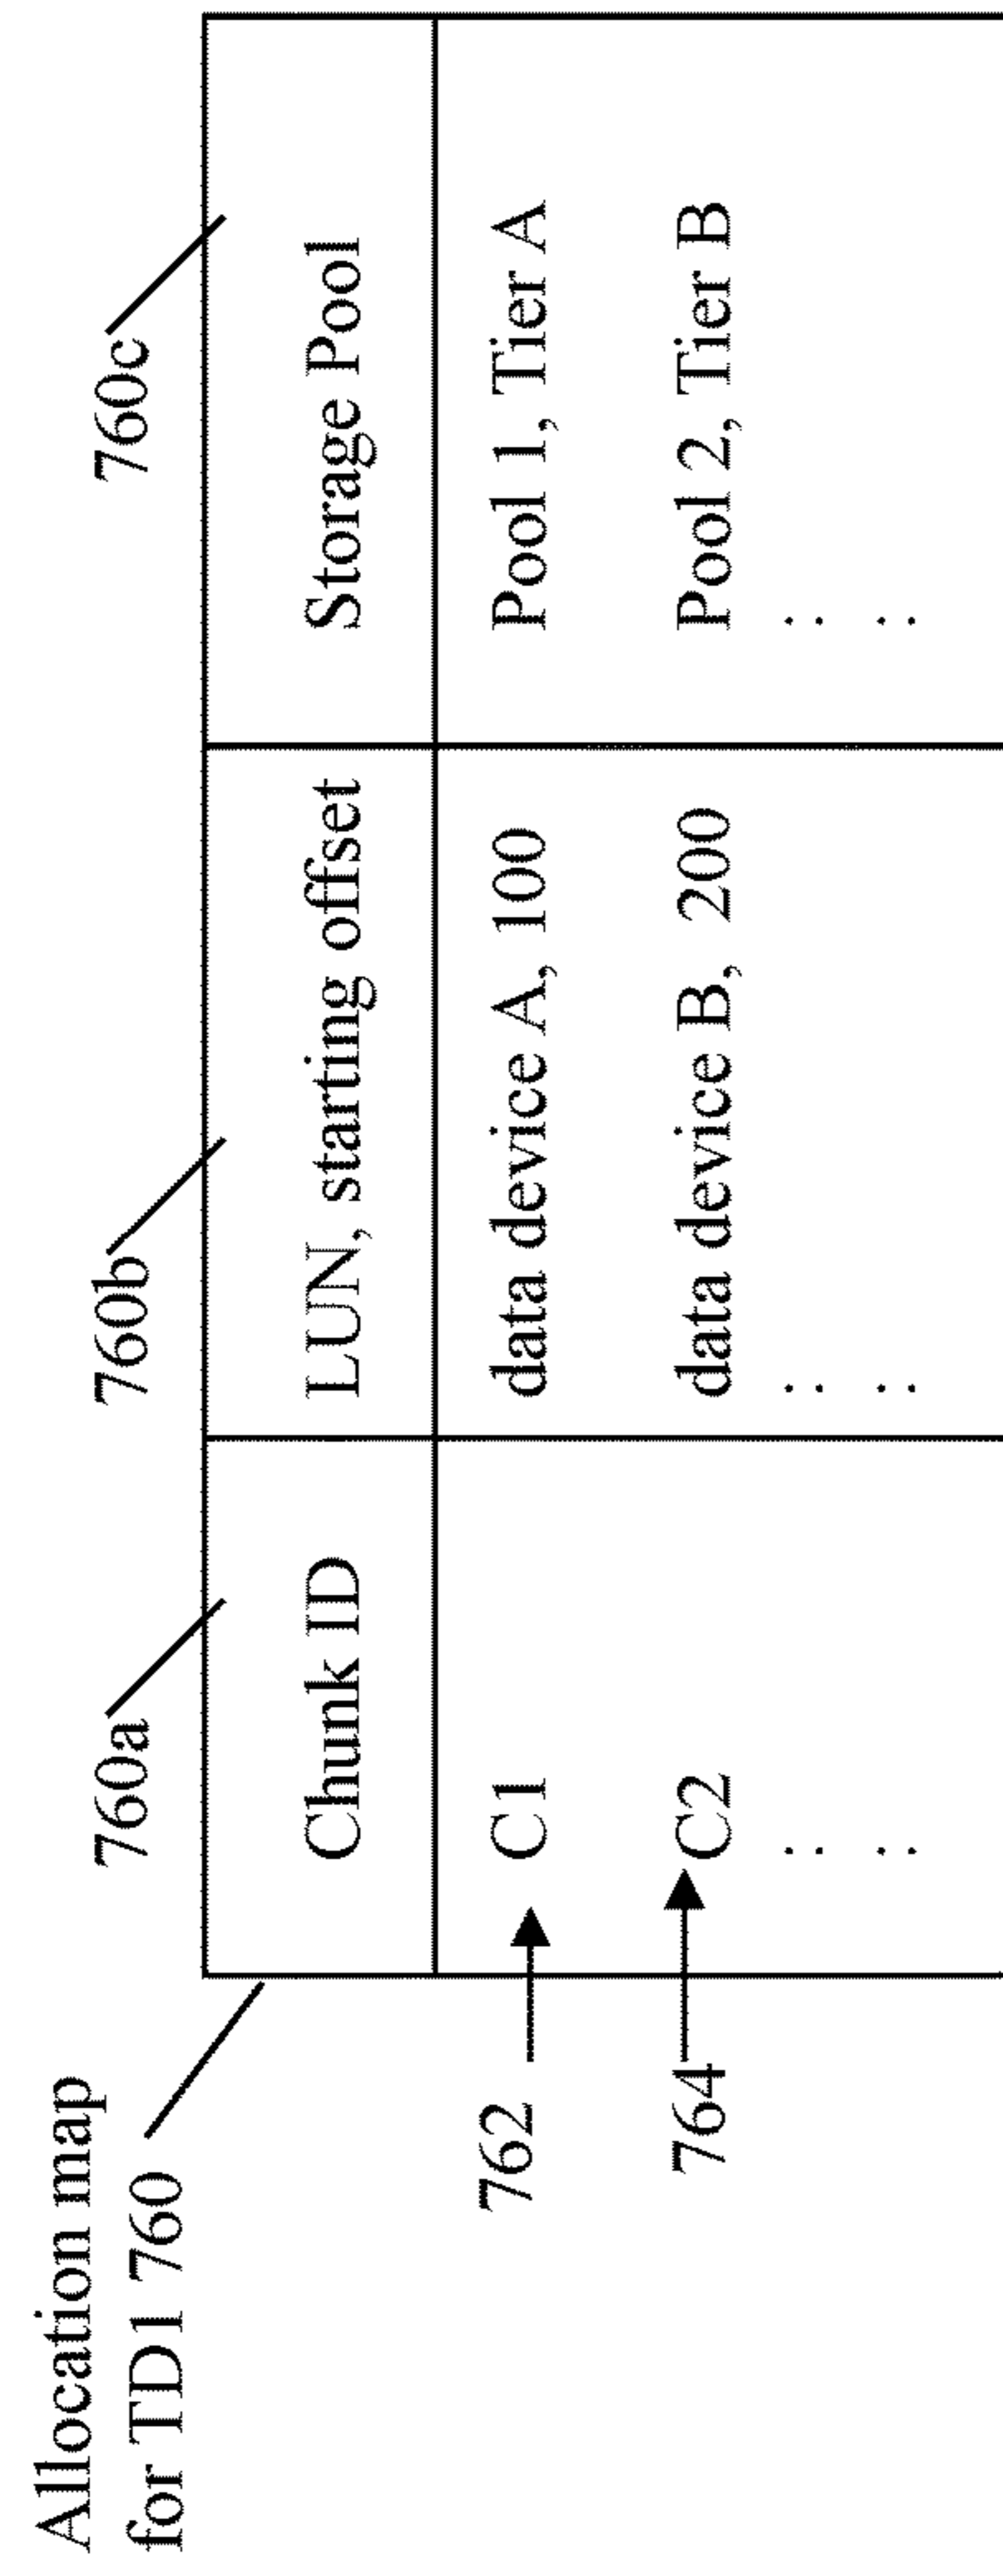 Allocation map
for TD1 760
760a 760b 760c
Chunk ID LUN, starting offset Storage Pool
762 C1 data device A, 100 Pool 1, Tier A
764 C2 data device B, 200 Pool 2, Tier B
: : :
: : :